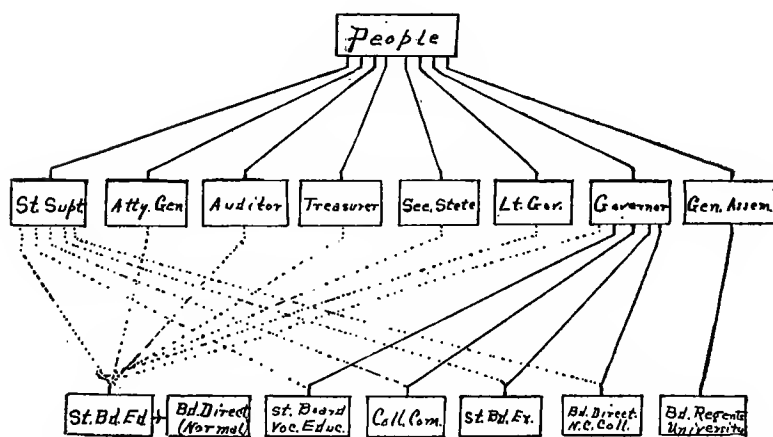 People
St. Supt. Atty. Gen Auditor Treasurer Sec. State Lt. Gov. Governor Gen. Assem.
St. Bd. Ed Bd. Direct. St. Board Coll. Com. St. Bd. Ex. Bd. Direct. Bd. Regents
(Normal) Voc. Educ. N.C. Coll. University